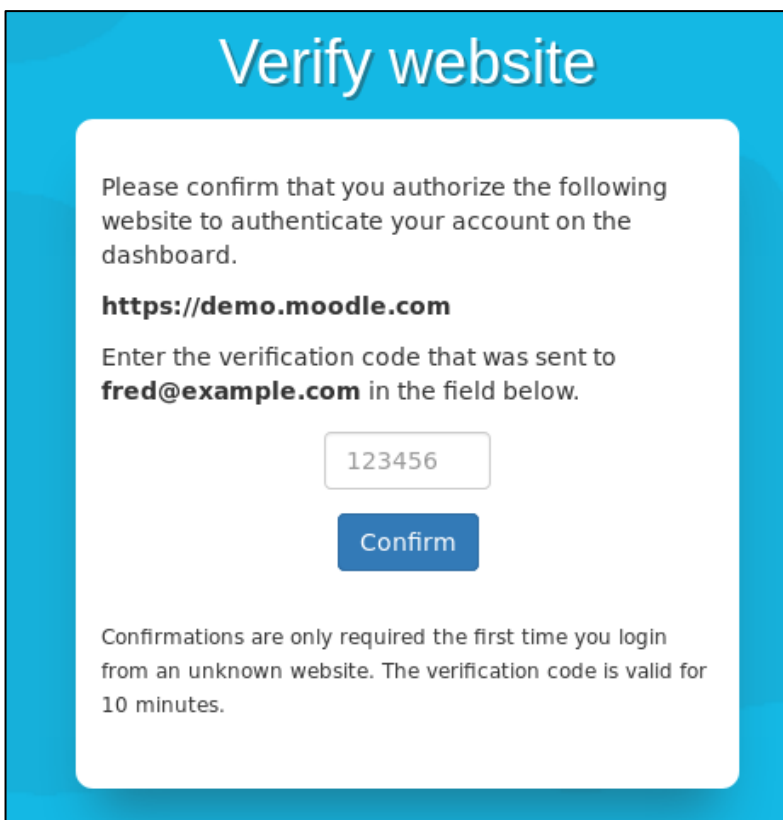 Verify website
Please confirm that you authorize the following
website to authenticate your account on the
dashboard.
https://demo.moodle.com
Enter the verification code that was sent to
fred@example.com in the field below.
123456
Confirm
Confirmations are only required the first time you login
from an unknown website. The verification code is valid for
10 minutes.